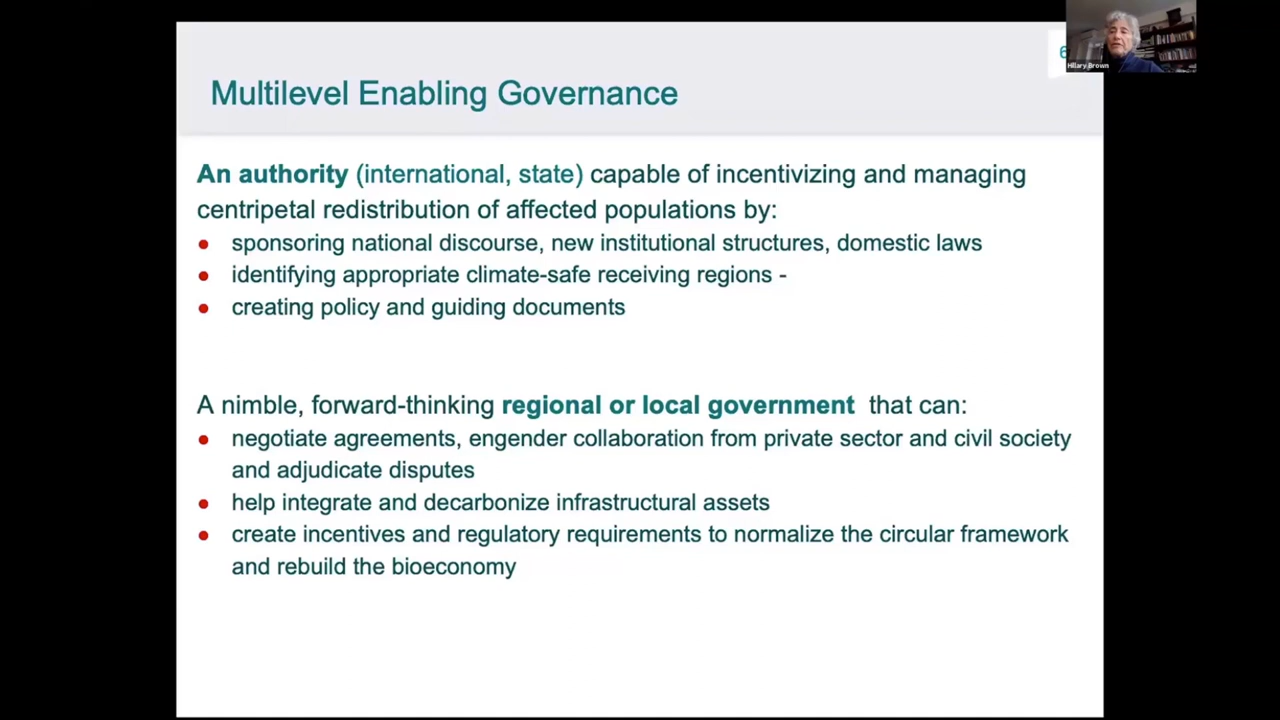 6
Hilary Brown
Multilevel Enabling Governance
An authority (international, state) capable of incentivizing and managing
centripetal redistribution of affected populations by:
sponsoring national discourse, new institutional structures, domestic laws
identifying appropriate climate-safe receiving regions -
creating policy and guiding documents
A nimble, forward-thinking regional or local government that can:
negotiate agreements, engender collaboration from private sector and civil society
and adjudicate disputes
help integrate and decarbonize infrastructural assets
create incentives and regulatory requirements to normalize the circular framework
and rebuild the bioeconomy